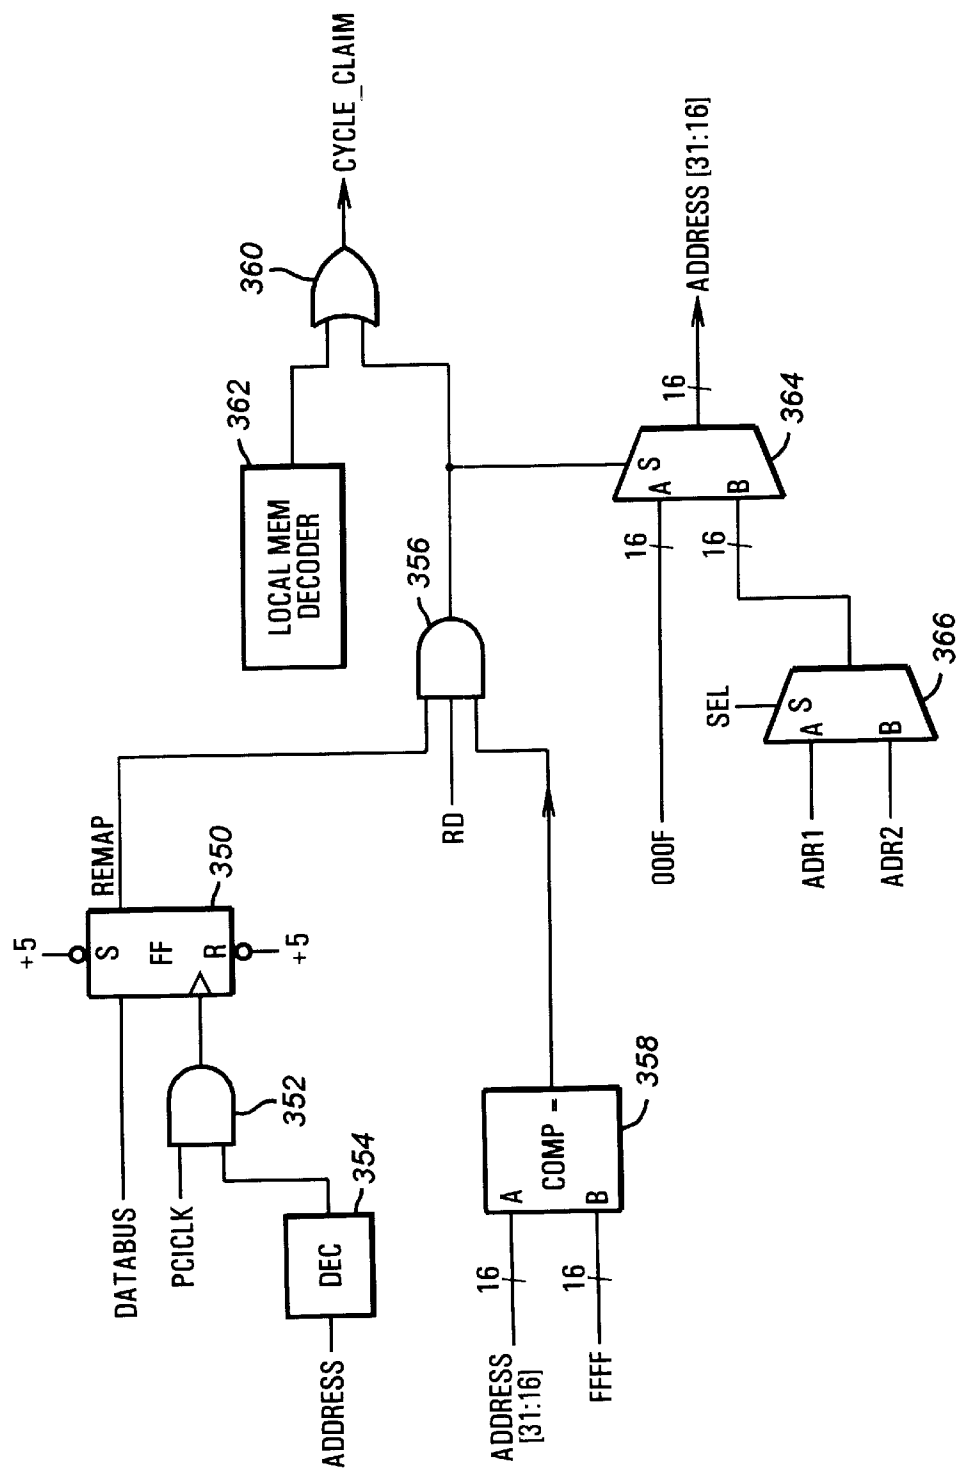 +5
S
FF
R
+5
350
REMAP
DATABUS
PCICLK
352
DEC
354
ADDRESS
LOCAL MEM
DECODER
362
360
CYCLE_CLAIM
356
RD
ADDRESS
[31:16]
16
FFFF
16
A
B
COMP =
358
000F
16
16
A
B
S
364
16
ADDRESS [31:16]
SEL
S
A
B
366
ADR1
ADR2